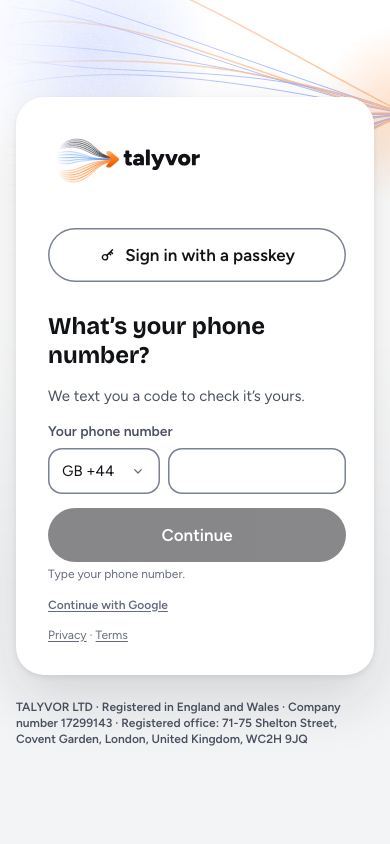 talyvor
Sign in with a passkey
What's your phone
number?
We text you a code to check it's yours.
Your phone number
GB +44
Continue
Type your phone number.
Continue with Google
Privacy · Terms
TALYVOR LTD · Registered in England and Wales · Company
number 17299143 · Registered office: 71-75 Shelton Street,
Covent Garden, London, United Kingdom, WC2H 9JQ